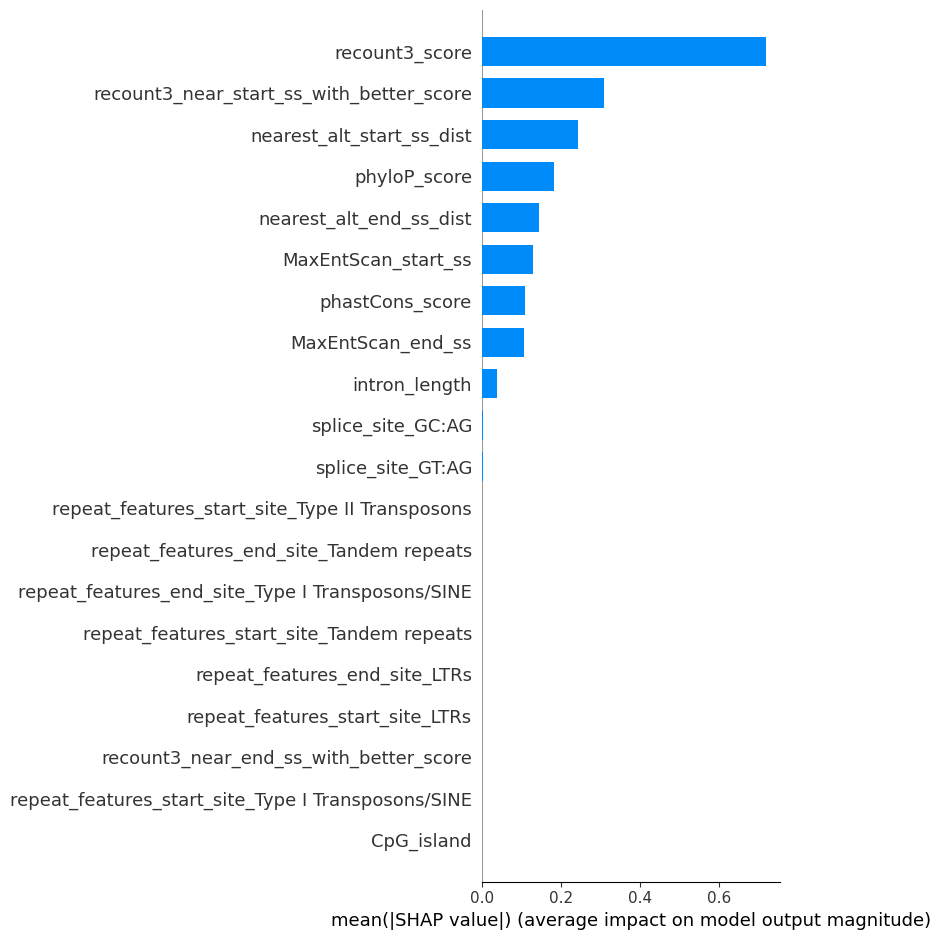 recount3_score
recount3_near_start_ss_with_better_score
nearest_alt_start_ss_dist
phyloP_score
nearest_alt_end_ss_dist
MaxEntScan_start_ss
phastCons_score
MaxEntScan_end_ss
intron_length
splice_site_GC:AG
splice_site_GT:AG
repeat_features_start_site_Type II Transposons
repeat_features_end_site_Tandem repeats
repeat_features_end_site_Type I Transposons/SINE
repeat_features_start_site_Tandem repeats
repeat_features_end_site_LTRs
repeat_features_start_site_LTRs
recount3_near_end_ss_with_better_score
repeat_features_start_site_Type I Transposons/SINE
CpG_island
0.0 0.2 0.4 0.6
mean(|SHAP value|) (average impact on model output magnitude)